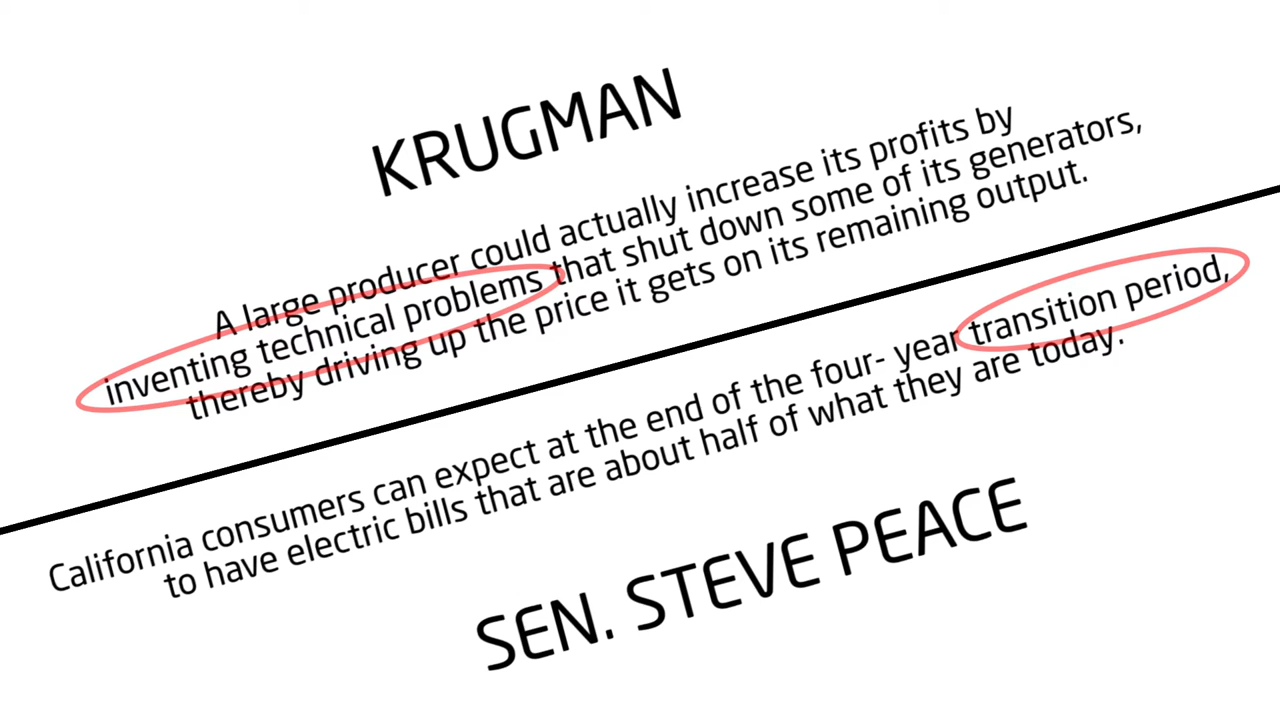 KRUGMAN
A large producer could actually increase its profits by
inventing technical problems that shut down some of its generators,
thereby driving up the price it gets on its remaining output.
California consumers can expect at the end of the four- year transition period,
to have electric bills that are about half of what they are today.
SEN. STEVE PEACE